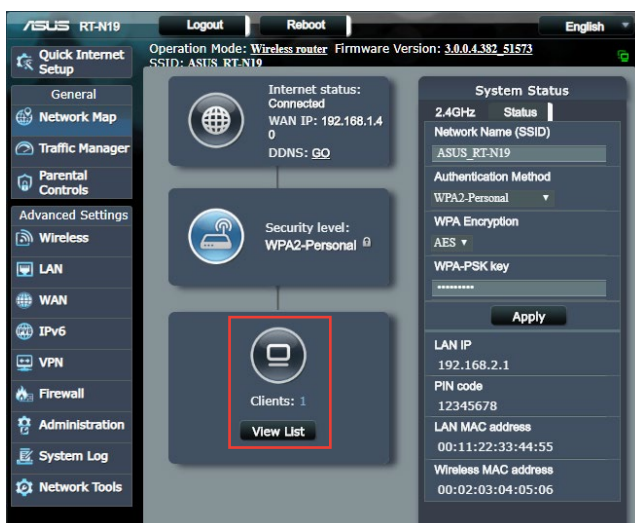 ASUS RT-N19
Logout
Reboot
English
Quick Internet
Setup
Operation Mode: Wireless router Firmware Version: 3.0.0.4.382_51573
SSID: ASUS_RT-N19
General
Network Map
Traffic Manager
Parental
Controls
Advanced Settings
Wireless
LAN
WAN
IPv6
VPN
Firewall
Administration
System Log
Network Tools
Internet status:
Connected
WAN IP: 192.168.1.4
0
DDNS: GO
Security level:
WPA2-Personal
Clients: 1
View List
System Status
2.4GHz Status
Network Name (SSID)
ASUS_RT-N19
Authentication Method
WPA2-Personal
WPA Encryption
AES
WPA-PSK key
•••••••••
Apply
LAN IP
192.168.2.1
PIN code
12345678
LAN MAC address
00:11:22:33:44:55
Wireless MAC address
00:02:03:04:05:06